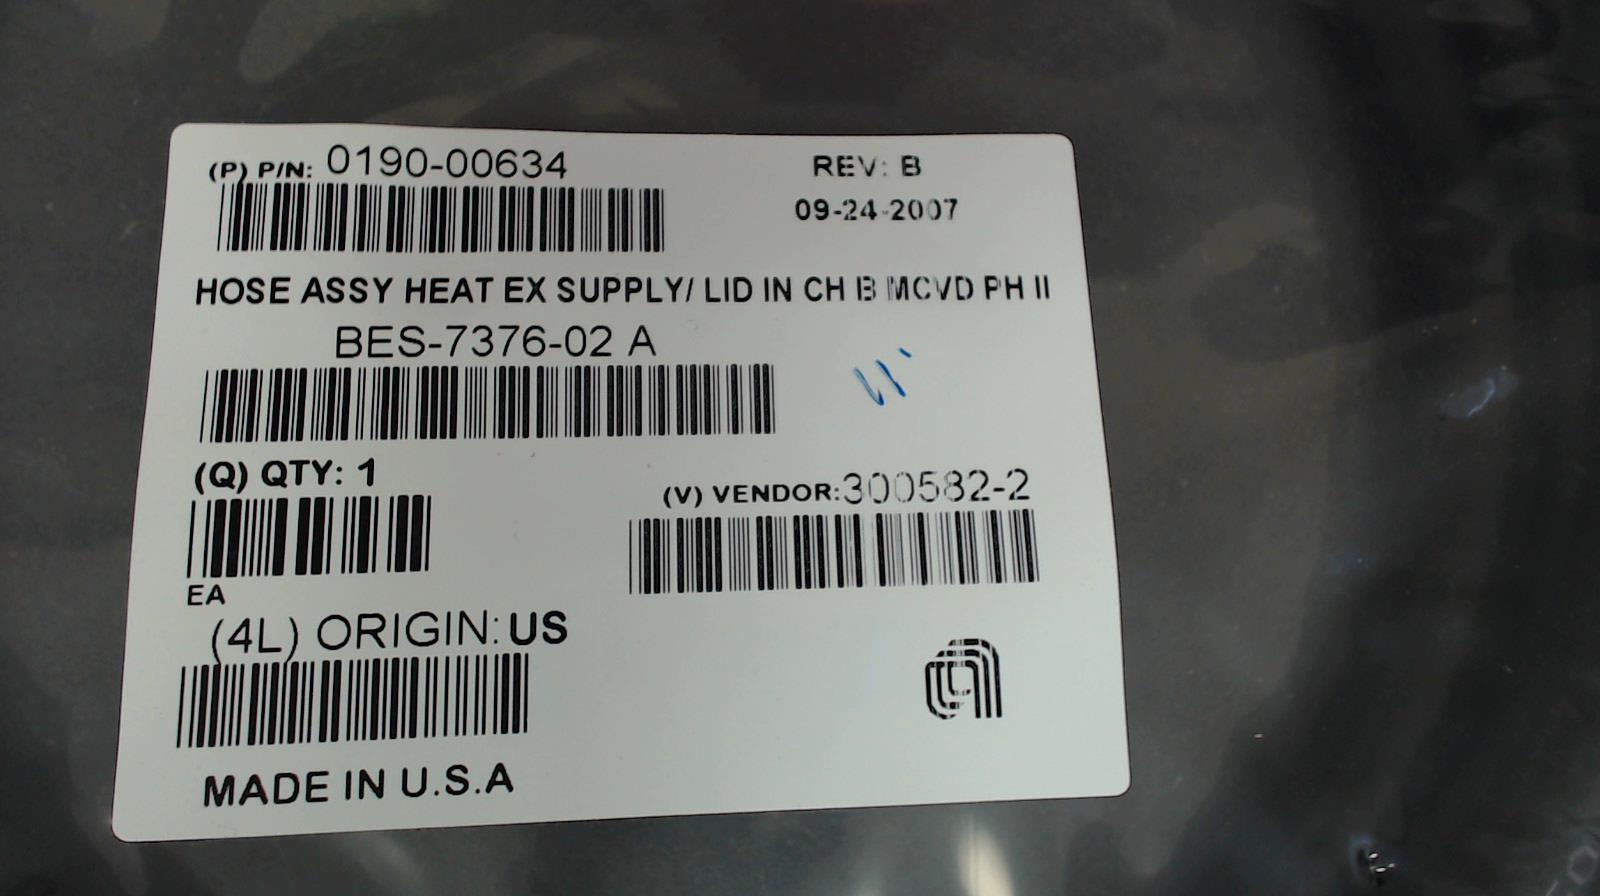 (P) P/N: 0190-00634
REV: B
09-24-2007
HOSE ASSY HEAT EX SUPPLY/ LID IN CH B MCVD PH II
BES-7376-02 A
(Q) QTY: 1
(V) VENDOR:300582-2
EA
(4L) ORIGIN:US
MADE IN U.S.A